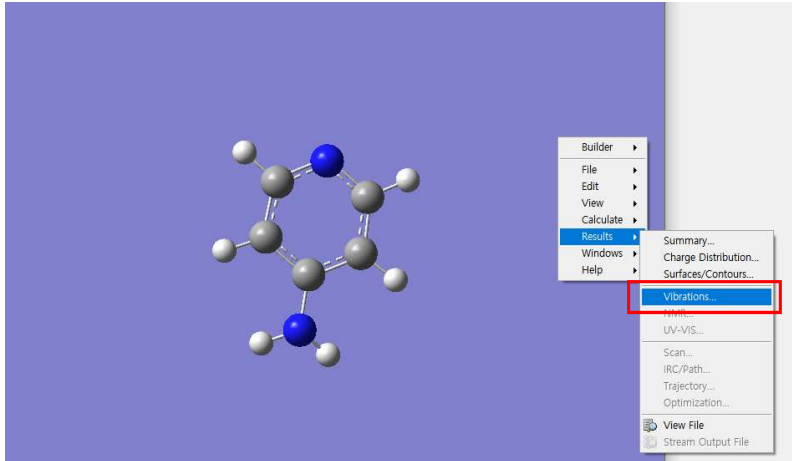 Builder
File
Edit
View
Calculate
Results
Windows
Help
Summary...
Charge Distribution...
Surfaces/Contours...
Vibrations...
NMR...
UV-VIS...
Scan...
IRC/Path...
Trajectory...
Optimization...
View File
Stream Output File